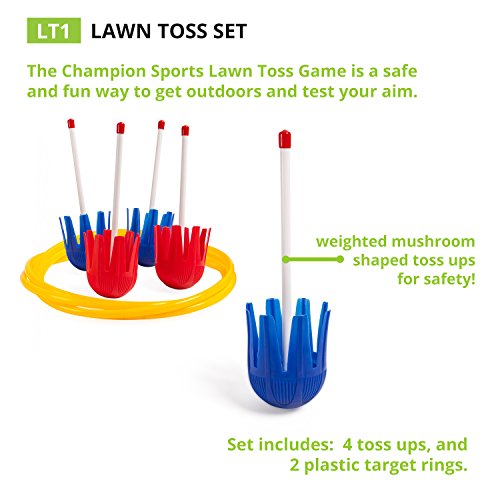 LT1 LAWN TOSS SET
The Champion Sports Lawn Toss Game is a safe
and fun way to get outdoors and test your aim.
weighted mushroom
shaped toss ups
for safety!
Set includes:  4 toss ups, and
2 plastic target rings.